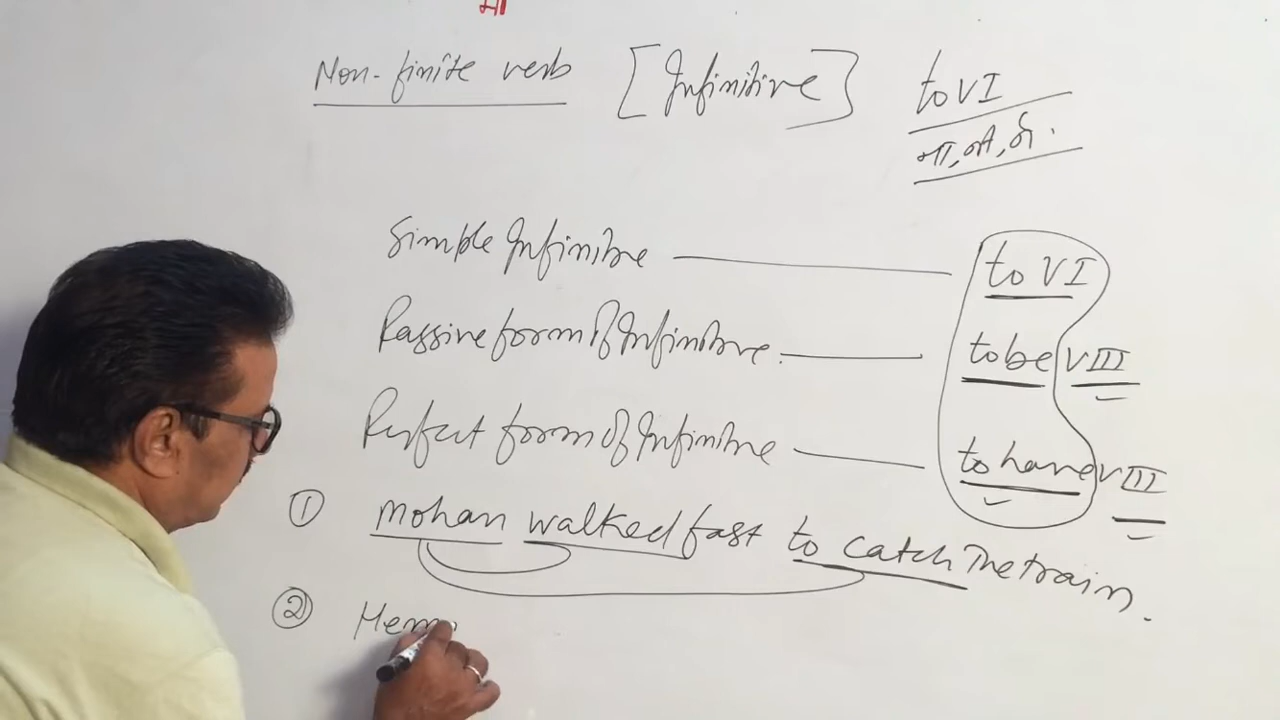 मा
Non-finite verb [Infinitive] to VI
ना, ने, नी.
Simple Infinitive — to VI
Passive form of Infinitive. — to be VIII
Perfect form of Infinitive — to have VIII
① Mohan walked fast to catch The train.
② Hem